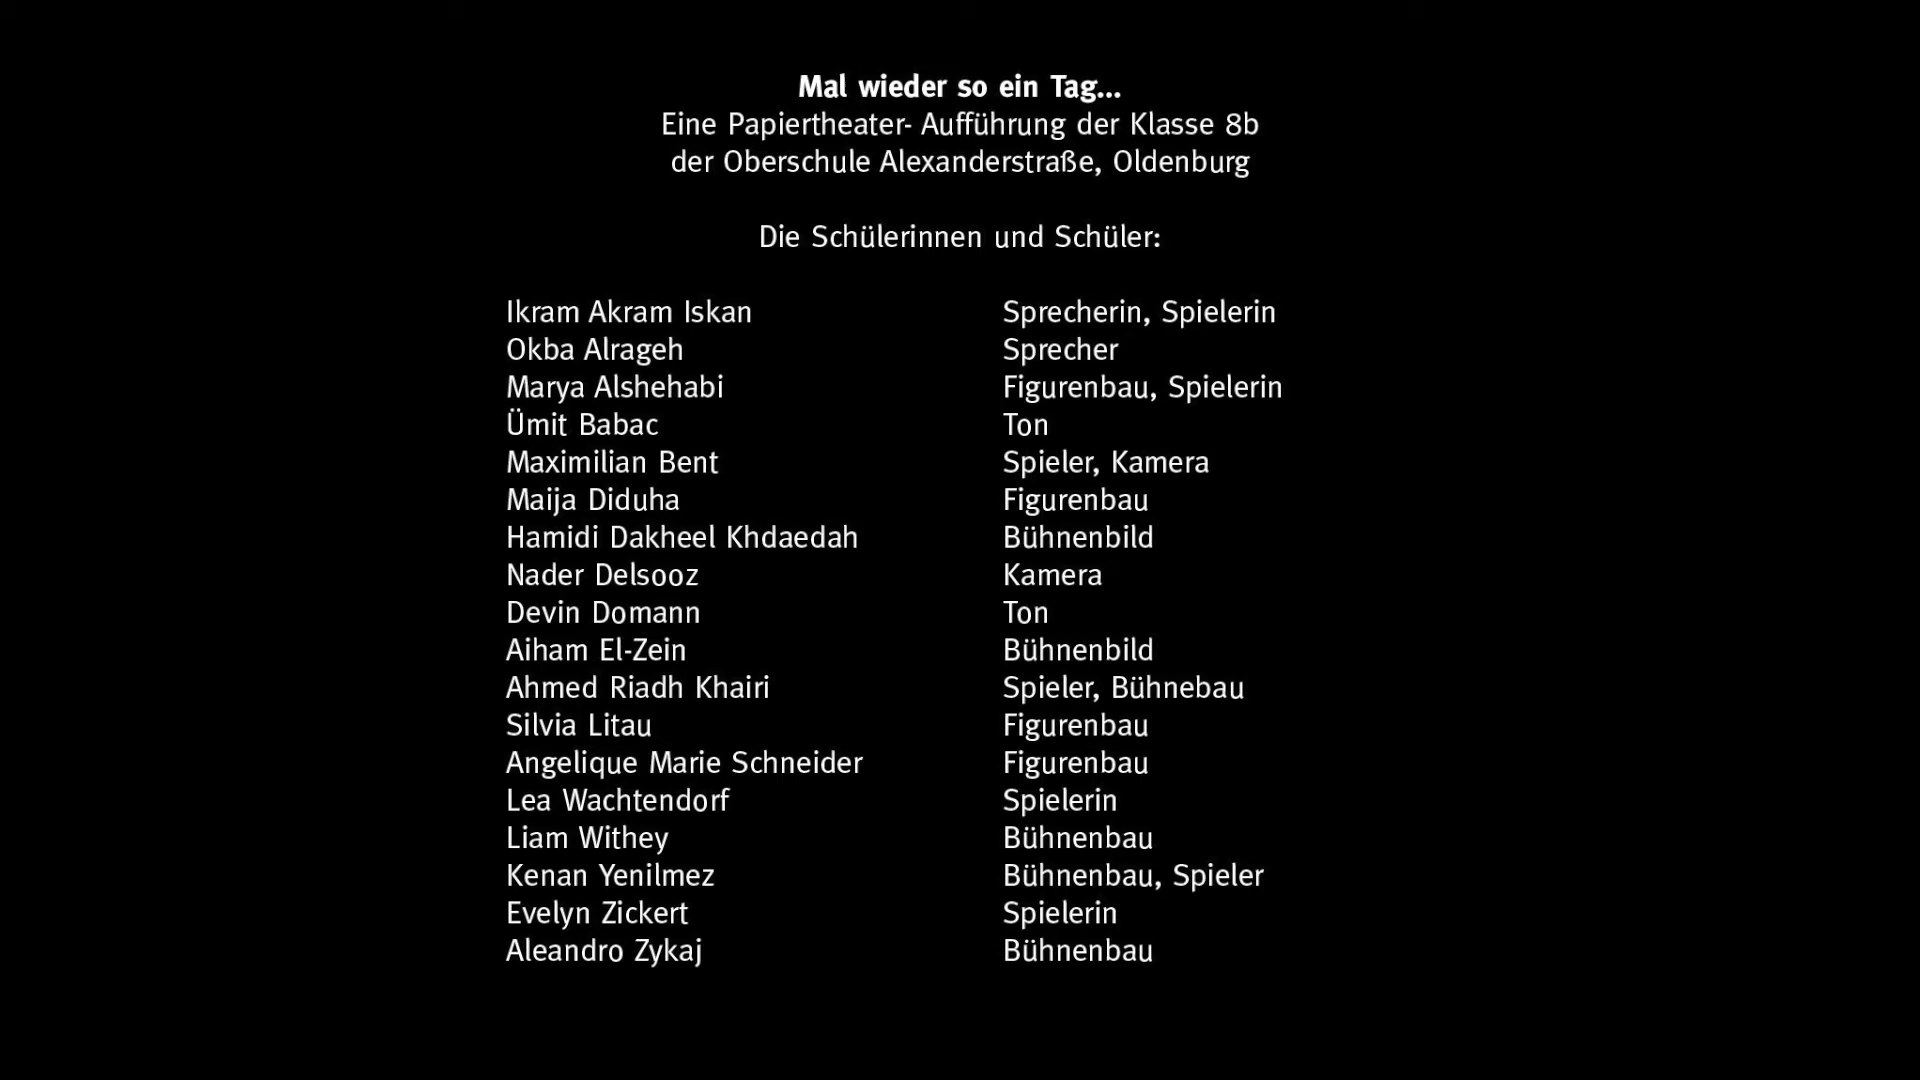 Mal wieder so ein Tag...
Eine Papiertheater- Aufführung der Klasse 8b
der Oberschule Alexanderstraße, Oldenburg
Die Schülerinnen und Schüler:
Ikram Akram Iskan Sprecherin, Spielerin
Okba Alrageh Sprecher
Marya Alshehabi Figurenbau, Spielerin
Ümit Babac Ton
Maximilian Bent Spieler, Kamera
Maija Diduha Figurenbau
Hamidi Dakheel Khdaedah Bühnenbild
Nader Delsooz Kamera
Devin Domann Ton
Aiham El-Zein Bühnenbild
Ahmed Riadh Khairi Spieler, Bühnebau
Silvia Litau Figurenbau
Angelique Marie Schneider Figurenbau
Lea Wachtendorf Spielerin
Liam Withey Bühnenbau
Kenan Yenilmez Bühnenbau, Spieler
Evelyn Zickert Spielerin
Aleandro Zykaj Bühnenbau